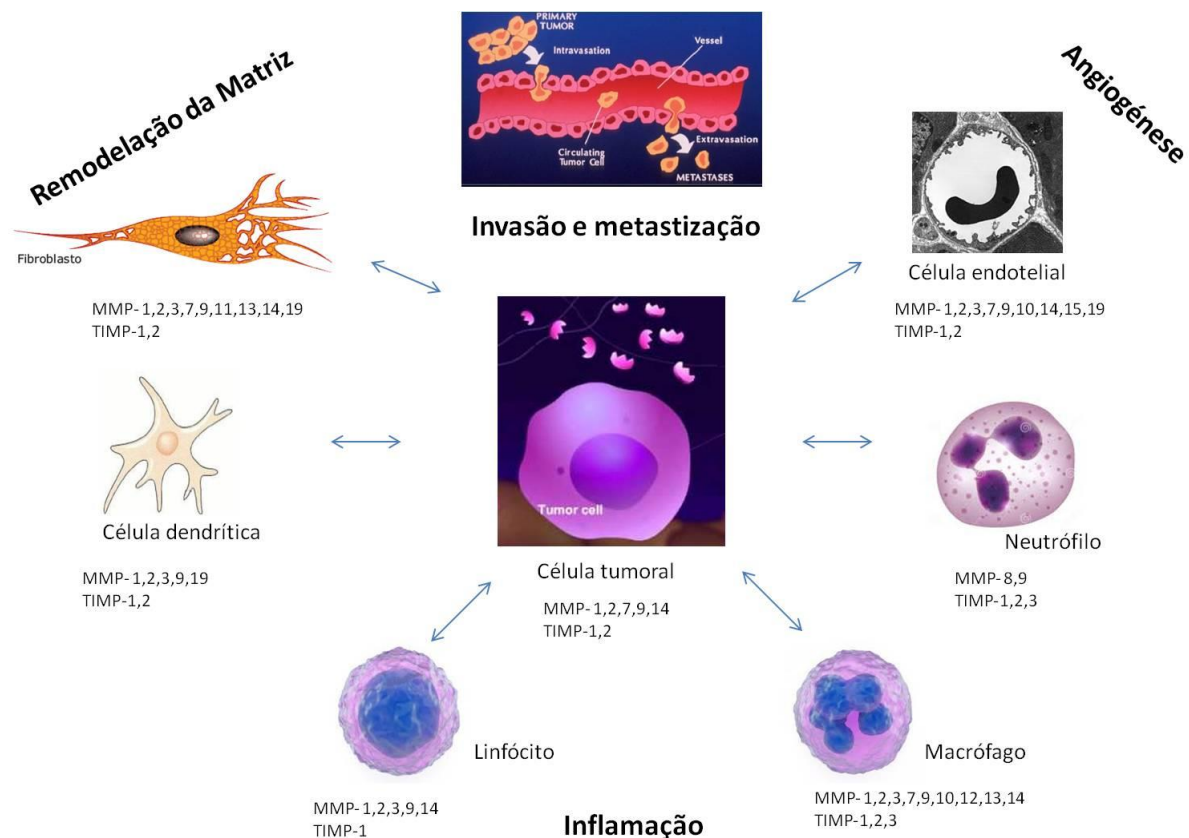 PRIMARY
TUMOR
Intravasation
Vessel
Circulating
Tumor Cell
Extravasation
METASTASES
Remodelação da Matriz
Invasão e metastização
Angiogénese
Fibroblasto
MMP- 1,2,3,7,9,11,13,14,19
TIMP-1,2
Célula endotelial
MMP- 1,2,3,7,9,10,14,15,19
TIMP-1,2
Célula dendrítica
MMP- 1,2,3,9,19
TIMP-1,2
Tumor cell
Célula tumoral
MMP- 1,2,7,9,14
TIMP-1,2
Neutrófilo
MMP- 8,9
TIMP-1,2,3
Linfócito
MMP- 1,2,3,9,14
TIMP-1
Macrófago
MMP- 1,2,3,7,9,10,12,13,14
TIMP-1,2,3
Inflamação